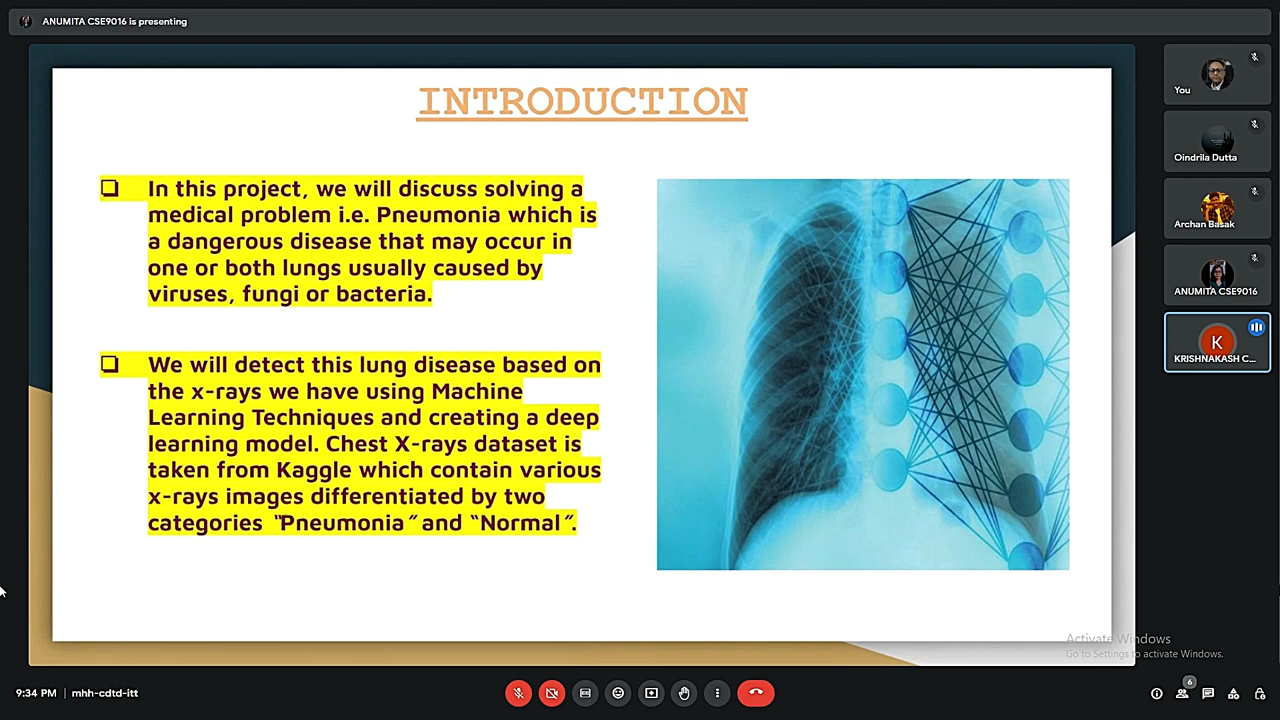 ANUMITA CSE9016 is presenting
INTRODUCTION
❑ In this project, we will discuss solving a
medical problem i.e. Pneumonia which is
a dangerous disease that may occur in
one or both lungs usually caused by
viruses, fungi or bacteria.
❑ We will detect this lung disease based on
the x-rays we have using Machine
Learning Techniques and creating a deep
learning model. Chest X-rays dataset is
taken from Kaggle which contain various
x-rays images differentiated by two
categories “Pneumonia” and “Normal”.
You
Oindrila Dutta
Archan Basak
ANUMITA CSE9016
K
KRISHNAKASH C...
Activate Windows
Go to Settings to activate Windows.
9:34 PM | mhh-cdtd-itt
6